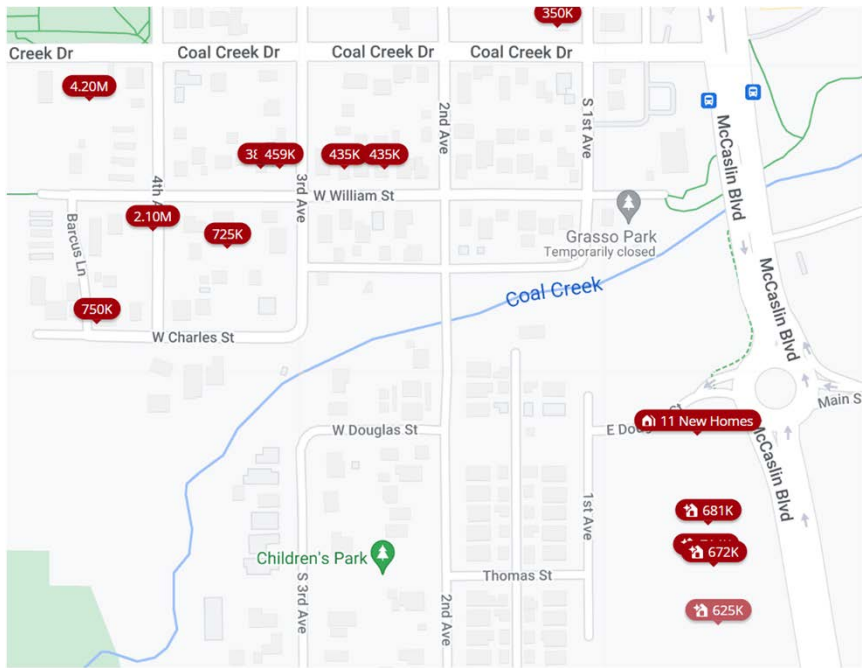 350K
Creek Dr
Coal Creek Dr
Coal Creek Dr
Coal Creek Dr
4.20M
2nd Ave
S 1st Ave
McCaslin Blvd
459K
435K
435K
3rd Ave
4th
W William St
2.10M
725K
Barcus Ln
Grasso Park
Temporarily closed
McCaslin Blvd
Coal Creek
750K
W Charles St
Main S
11 New Homes
E Doug
W Douglas St
McCaslin Blvd
1st Ave
681K
672K
Children's Park
Thomas St
S 3rd Ave
2nd Ave
625K